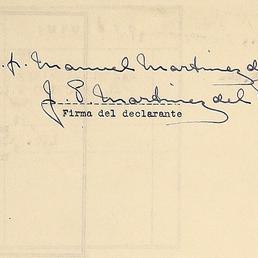 p. Manuel Martinez d
J. P. Martinez del
Firma del declarante